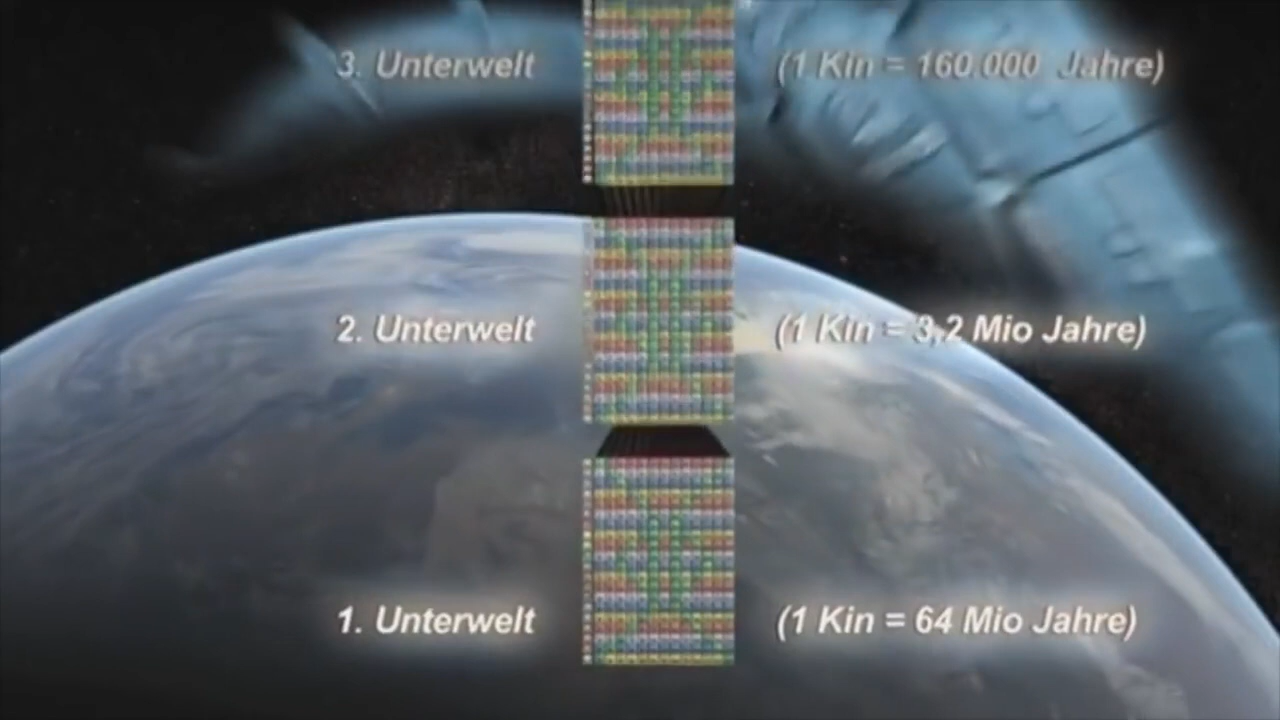 3. Unterwelt (1 Kin = 160.000 Jahre)
2. Unterwelt (1 Kin = 3,2 Mio Jahre)
1. Unterwelt (1 Kin = 64 Mio Jahre)